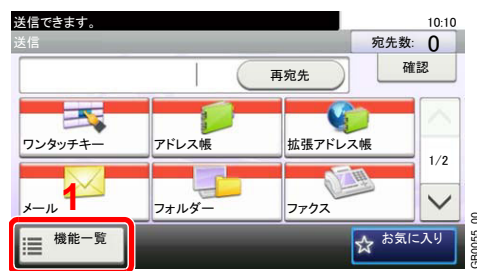 送信できます。 10:10
送信 宛先数: 0
再宛先 確認
ワンタッチキー アドレス帳 拡張アドレス帳
1/2
メール 1 フォルダー ファクス
機能一覧 お気に入り
GB0055_00